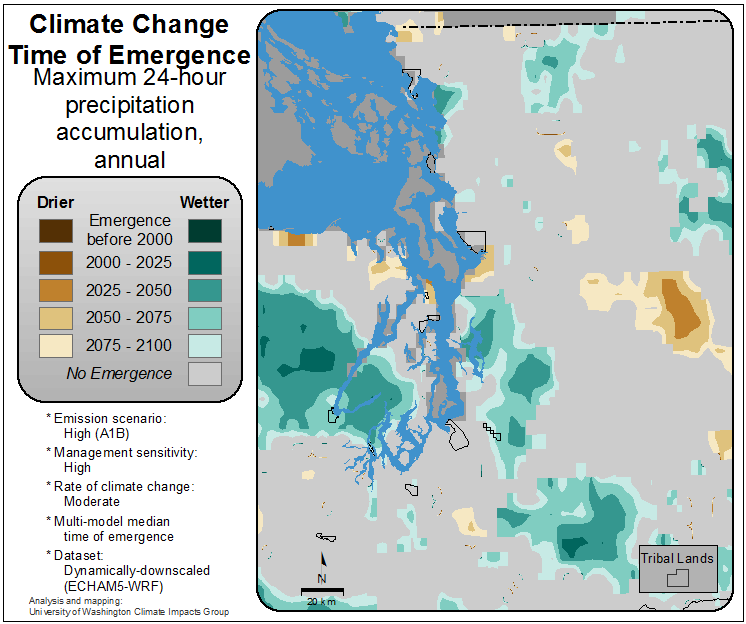 Climate Change
Time of Emergence
Maximum 24-hour
precipitation
accumulation,
annual
Drier Wetter
Emergence
before 2000
2000 - 2025
2025 - 2050
2050 - 2075
2075 - 2100
No Emergence
* Emission scenario:
High (A1B)
* Management sensitivity:
High
* Rate of climate change:
Moderate
* Multi-model median
time of emergence
* Dataset:
Dynamically-downscaled
(ECHAM5-WRF)
Analysis and mapping:
University of Washington Climate Impacts Group
N
20 km
Tribal Lands